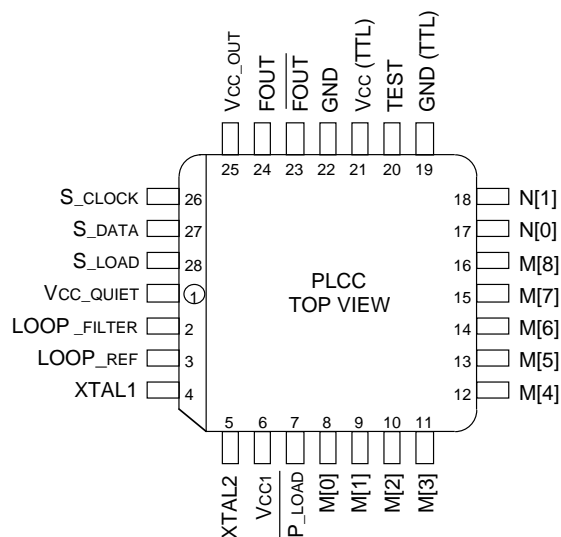 VCC_OUT
FOUT
FOUT
GND
VCC (TTL)
TEST
GND (TTL)
25
24
23
22
21
20
19
S_CLOCK 26
S_DATA 27
S_LOAD 28
VCC_QUIET 1
LOOP_FILTER 2
LOOP_REF 3
XTAL1 4
PLCC
TOP VIEW
18 N[1]
17 N[0]
16 M[8]
15 M[7]
14 M[6]
13 M[5]
12 M[4]
5
6
7
8
9
10
11
XTAL2
VCC1
P_LOAD
M[0]
M[1]
M[2]
M[3]